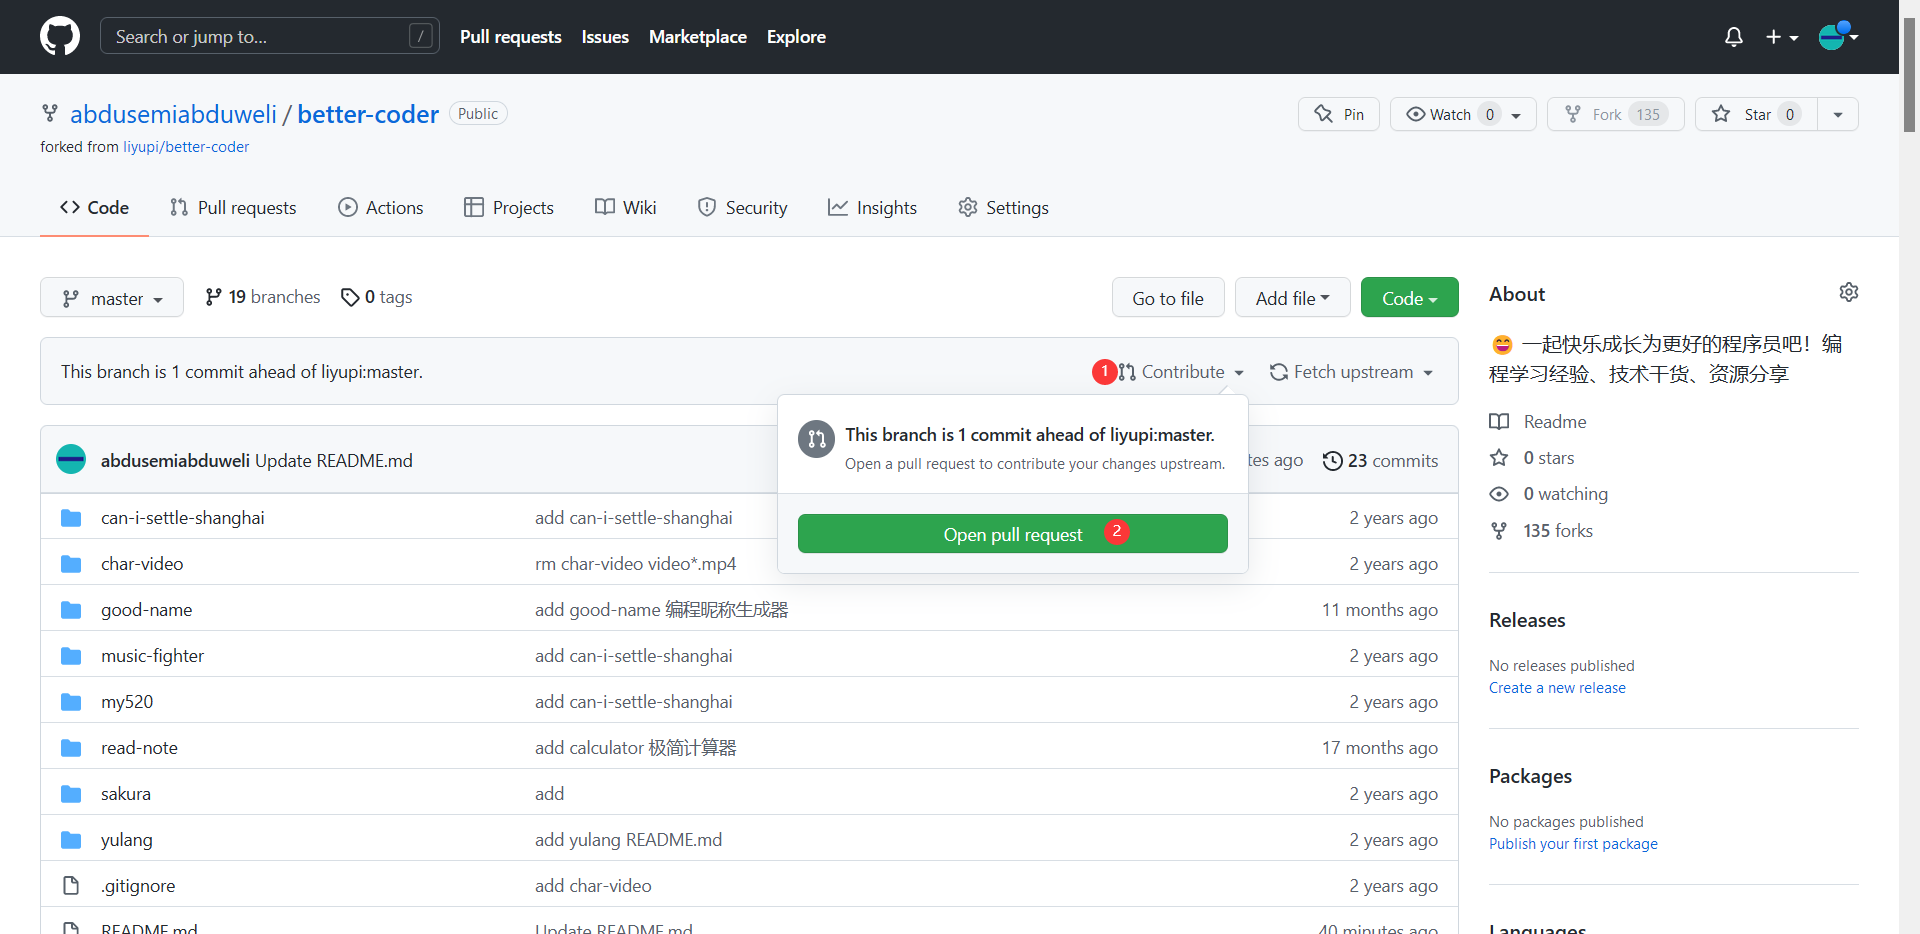 Search or jump to... /
Pull requests Issues Marketplace Explore
abdusemiabduweli / better-coder Public
Pin Watch 0 Fork 135 Star 0
forked from liyupi/better-coder
Code Pull requests Actions Projects Wiki Security Insights Settings
master 19 branches 0 tags
Go to file Add file Code
This branch is 1 commit ahead of liyupi:master.
1 Contribute Fetch upstream
This branch is 1 commit ahead of liyupi:master.
Open a pull request to contribute your changes upstream.
Open pull request 2
abdusemiabduweli Update README.md tes ago 23 commits
can-i-settle-shanghai add can-i-settle-shanghai 2 years ago
char-video rm char-video video*.mp4 2 years ago
good-name add good-name 编程昵称生成器 11 months ago
music-fighter add can-i-settle-shanghai 2 years ago
my520 add can-i-settle-shanghai 2 years ago
read-note add calculator 极简计算器 17 months ago
sakura add 2 years ago
yulang add yulang README.md 2 years ago
.gitignore add char-video 2 years ago
README.md Update README.md 40 minutes ago
About
😄 一起快乐成长为更好的程序员吧！编
程学习经验、技术干货、资源分享
Readme
0 stars
0 watching
135 forks
Releases
No releases published
Create a new release
Packages
No packages published
Publish your first package
Languages